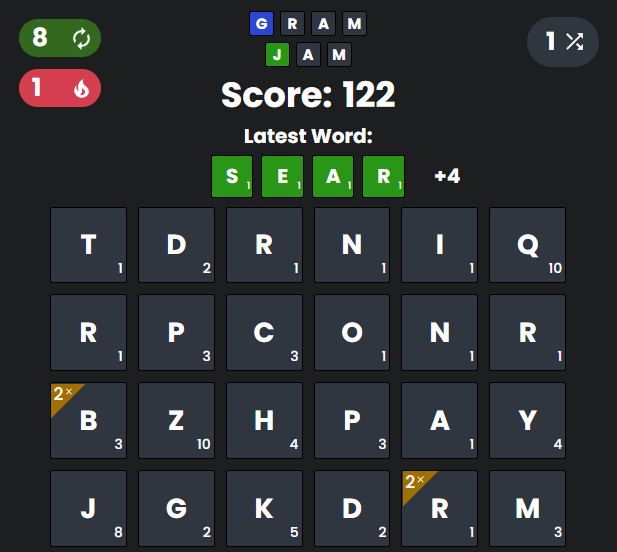 8
1
G R A M
J A M
1
Score: 122
Latest Word:
S 1 E 1 A 1 R 1 +4
T 1 D 2 R 1 N 1 I 1 Q 10
R 1 P 3 C 3 O 1 N 1 R 1
2× B 3 Z 10 H 4 P 3 A 1 Y 4
J 8 G 2 K 5 D 2 2× R 1 M 3